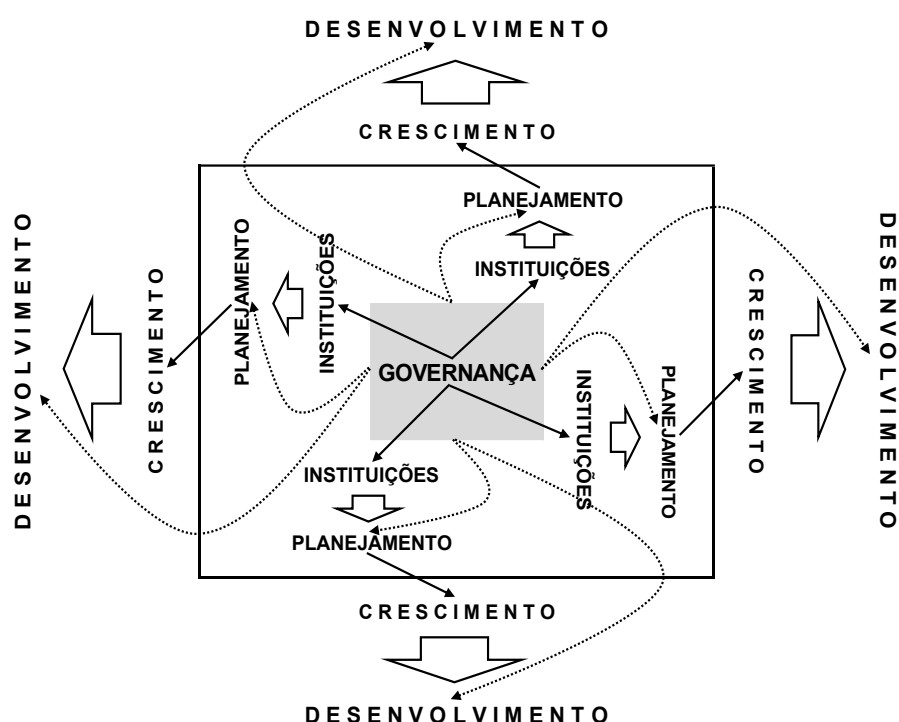 DESENVOLVIMENTO
CRESCIMENTO
PLANEJAMENTO
INSTITUIÇÕES
DESENVOLVIMENTO
CRESCIMENTO
PLANEJAMENTO
INSTITUIÇÕES
GOVERNANÇA
INSTITUIÇÕES
PLANEJAMENTO
CRESCIMENTO
DESENVOLVIMENTO
INSTITUIÇÕES
PLANEJAMENTO
CRESCIMENTO
DESENVOLVIMENTO